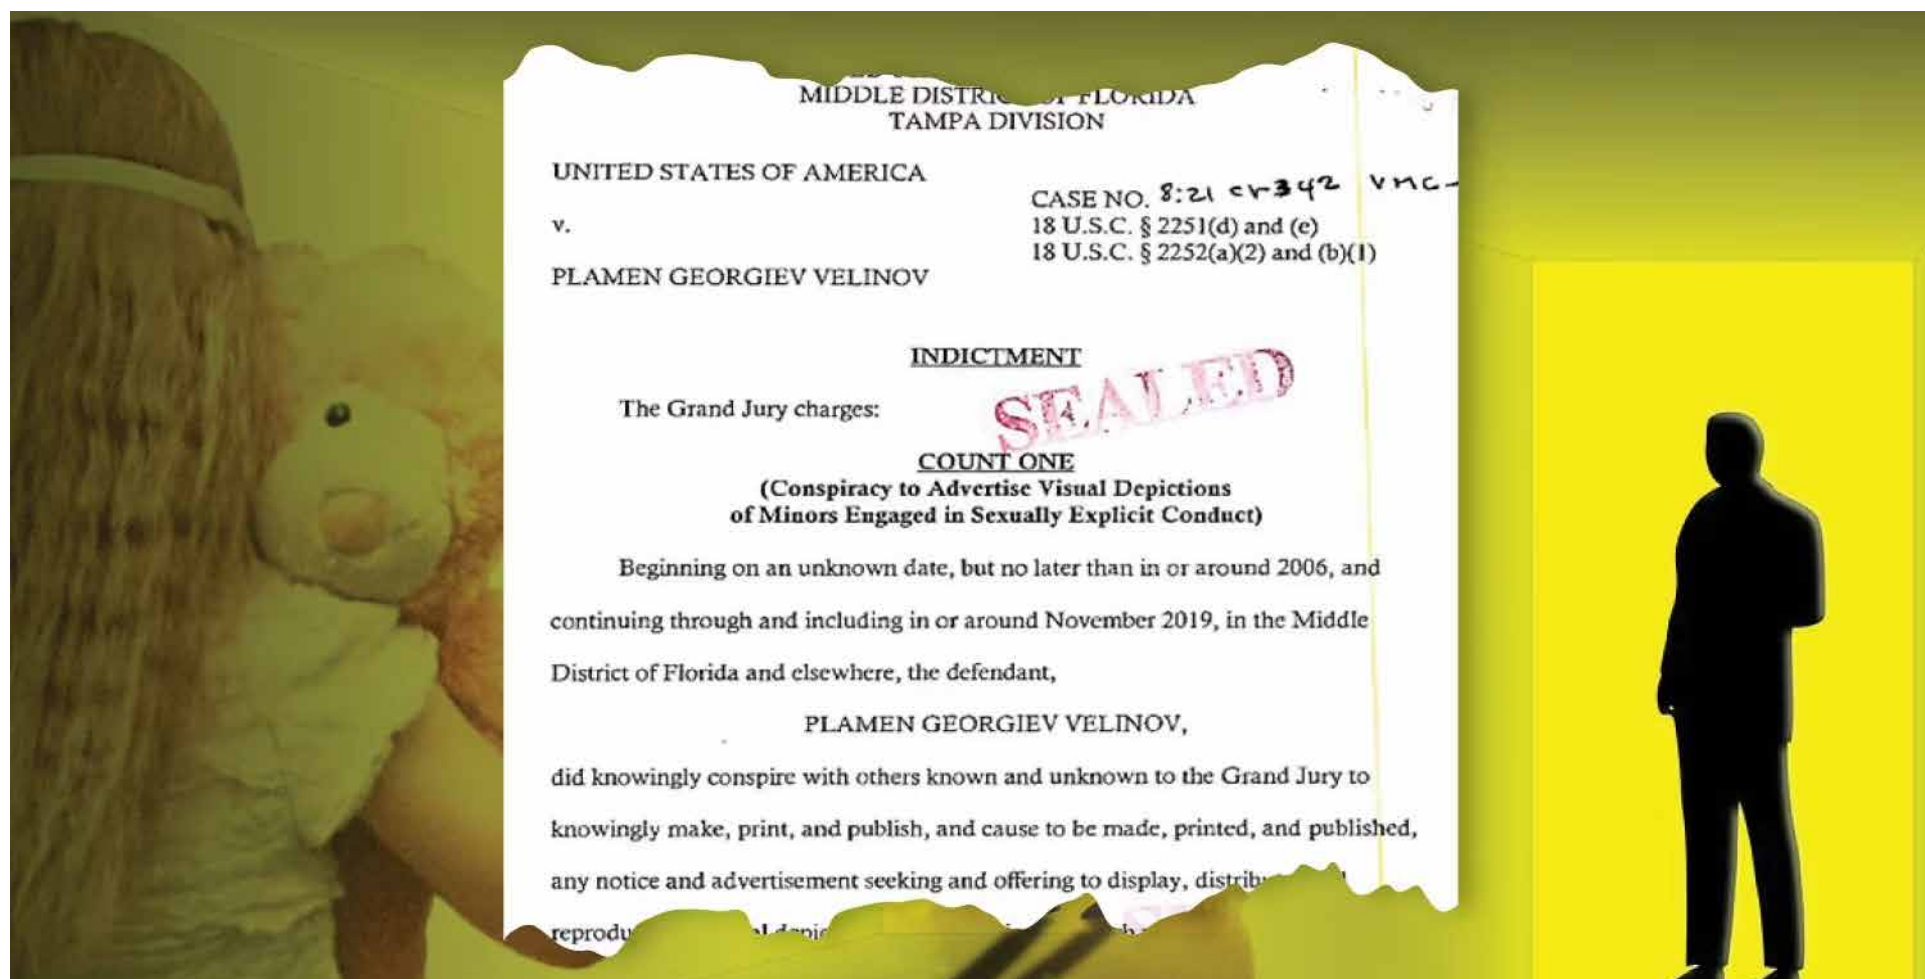 MIDDLE DISTRICT OF FLORIDA
TAMPA DIVISION
UNITED STATES OF AMERICA
v.
PLAMEN GEORGIEV VELINOV
CASE NO. 8:21 cr 342 VMC-
18 U.S.C. § 2251(d) and (e)
18 U.S.C. § 2252(a)(2) and (b)(1)
INDICTMENT
The Grand Jury charges:
SEALED
COUNT ONE
(Conspiracy to Advertise Visual Depictions
of Minors Engaged in Sexually Explicit Conduct)
Beginning on an unknown date, but no later than in or around 2006, and
continuing through and including in or around November 2019, in the Middle
District of Florida and elsewhere, the defendant,
PLAMEN GEORGIEV VELINOV,
did knowingly conspire with others known and unknown to the Grand Jury to
knowingly make, print, and publish, and cause to be made, printed, and published,
any notice and advertisement seeking and offering to display,